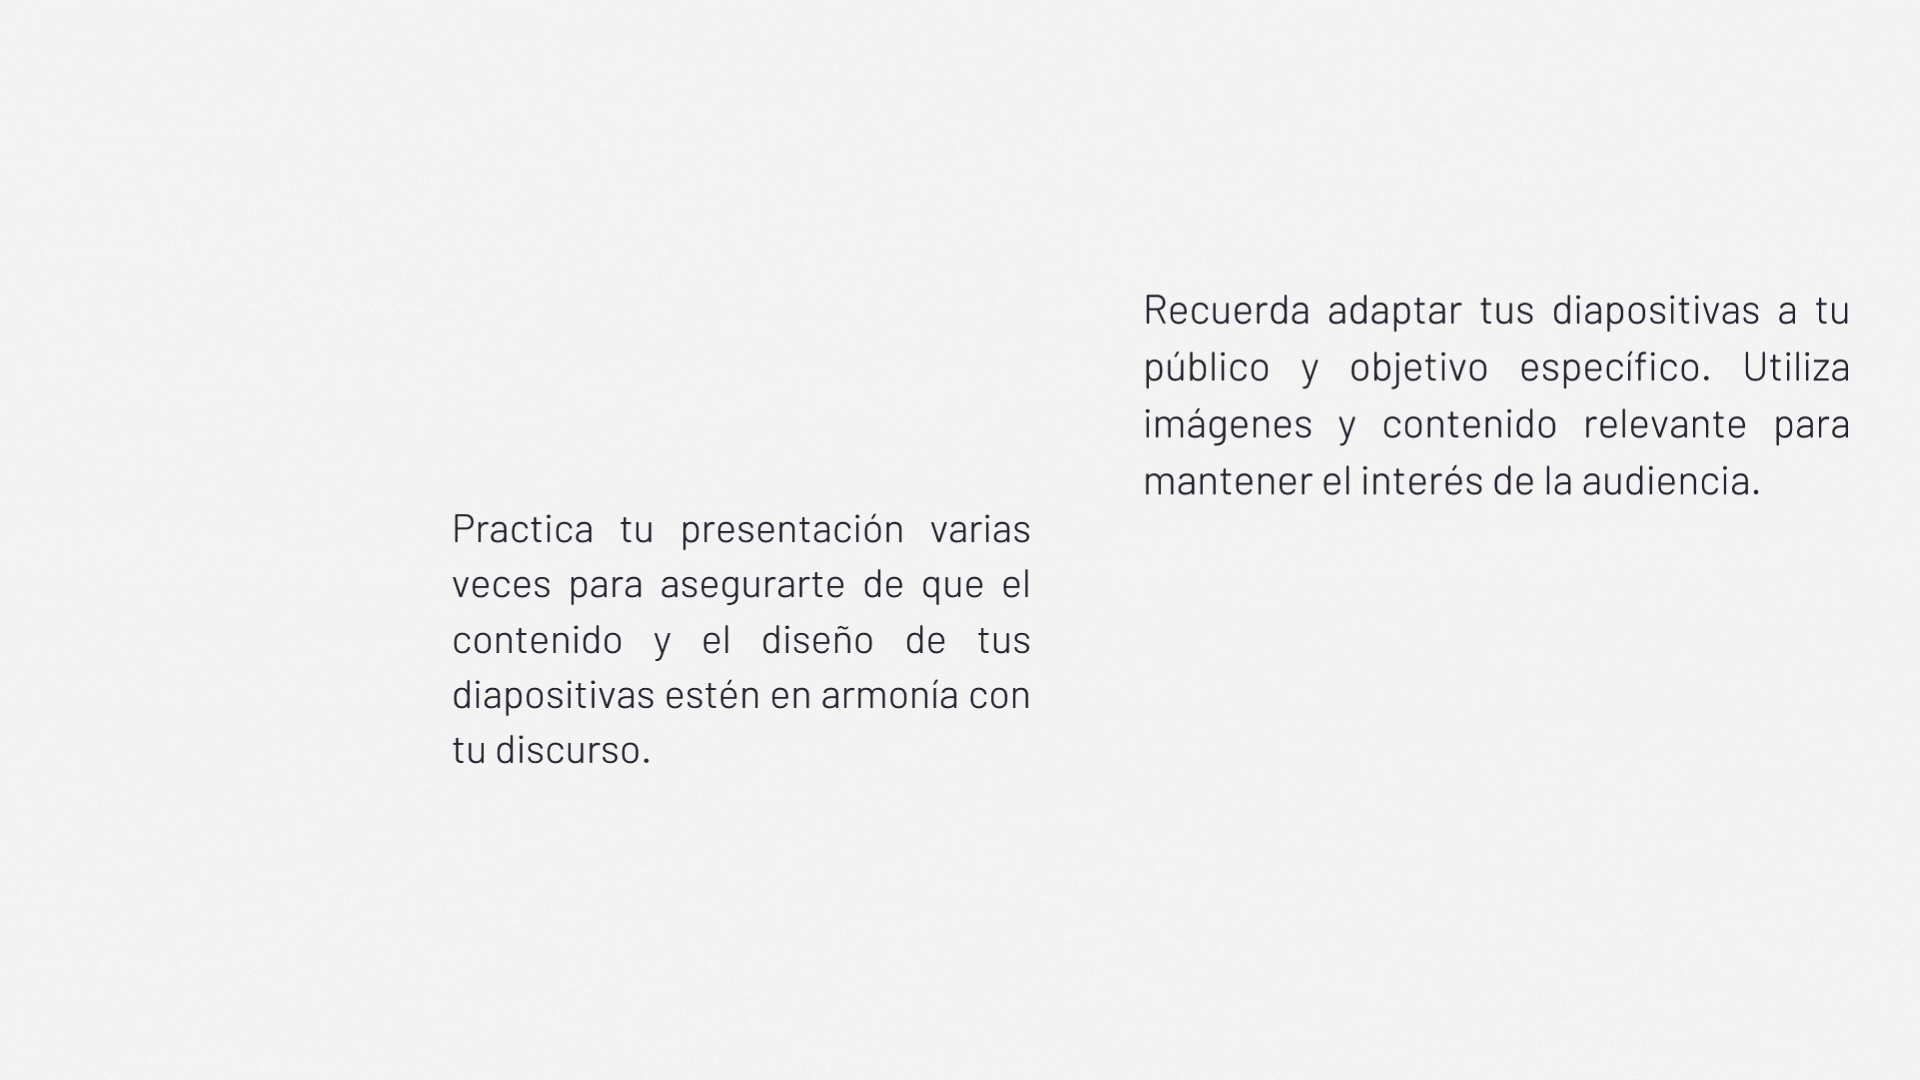 Practica tu presentación varias
veces para asegurarte de que el
contenido y el diseño de tus
diapositivas estén en armonía con
tu discurso.
Recuerda adaptar tus diapositivas a tu
público y objetivo específico. Utiliza
imágenes y contenido relevante para
mantener el interés de la audiencia.